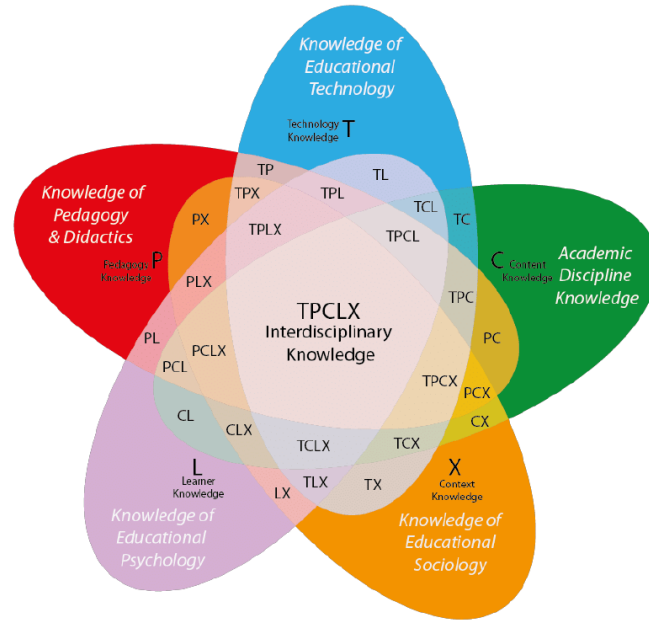 Knowledge of
Educational
Technology
Technology
Knowledge T
TP
TL
TPX
TPL
Knowledge of
Pedagogy
& Didactics
PX
TCL
TC
TPLX
TPCL
Pedagogy P
Knowledge
C Content
Knowledge
Academic
Discipline
Knowledge
PLX
TPC
TPCLX
Interdisciplinary
Knowledge
PL
PC
PCLX
PCL
TPCX
PCX
CL
CLX
CX
TCLX
TCX
L
Learner
Knowledge
X
Context
Knowledge
LX
TLX
TX
Knowledge of
Educational
Psychology
Knowledge of
Educational
Sociology